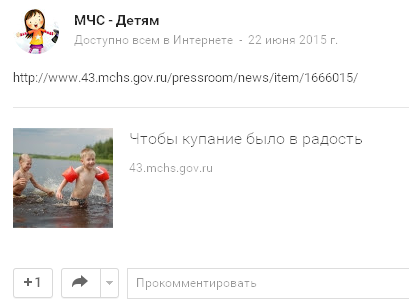 МЧС - Детям
Доступно всем в Интернете - 22 июня 2015 г.
http://www.43.mchs.gov.ru/pressroom/news/item/1666015/
Чтобы купание было в радость
43.mchs.gov.ru
+1
Прокомментировать